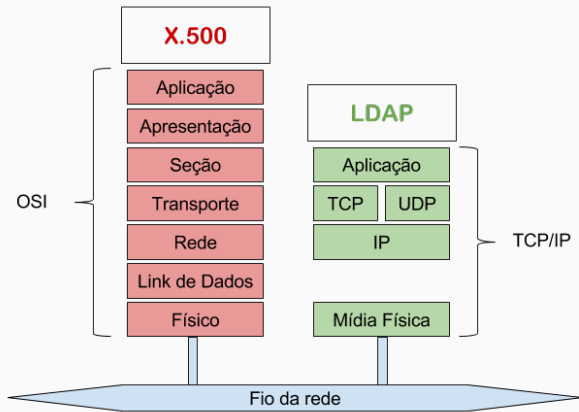 X.500
Aplicação
Apresentação
Seção
Transporte
Rede
Link de Dados
Físico
OSI
LDAP
Aplicação
TCP UDP
IP
Mídia Física
TCP/IP
Fio da rede